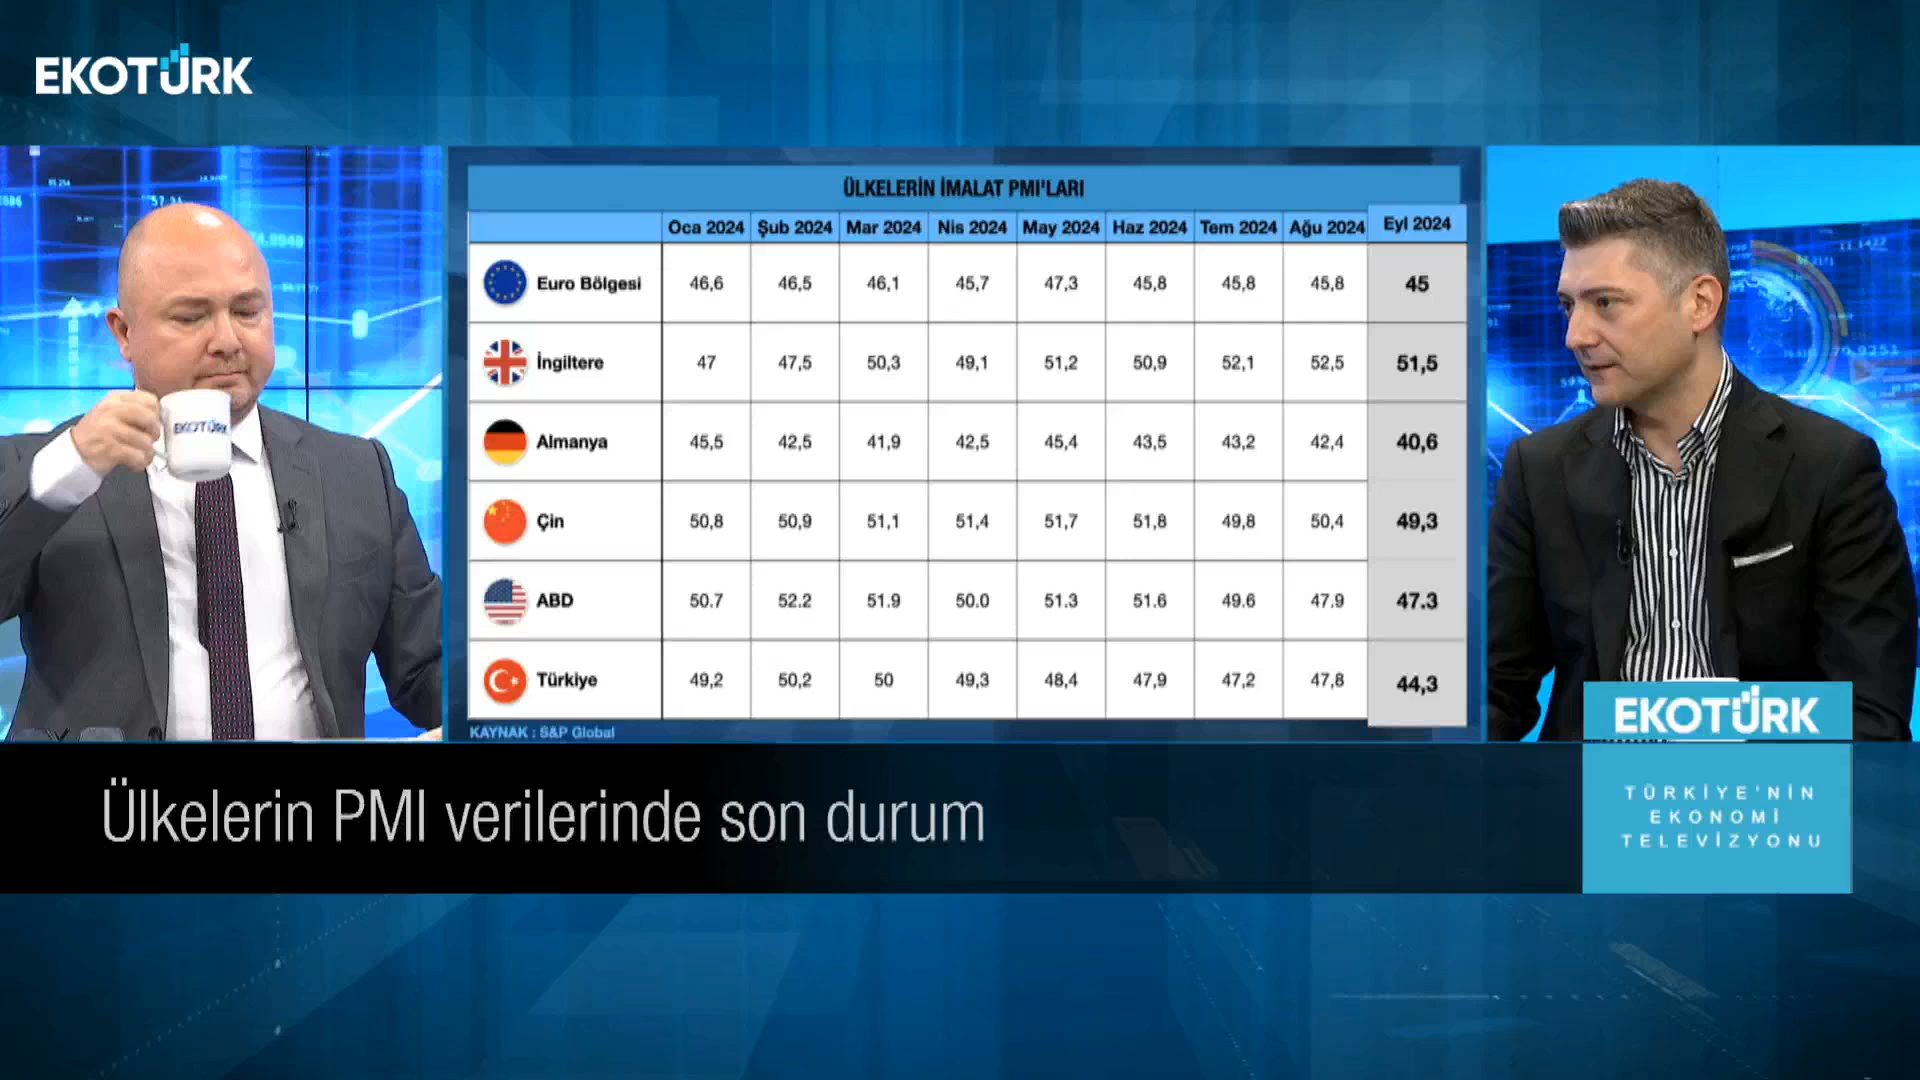 EKOTÜRK
ÜLKELERİN İMALAT PMI'LARI
Oca 2024 Şub 2024 Mar 2024 Nis 2024 May 2024 Haz 2024 Tem 2024 Ağu 2024 Eyl 2024
Euro Bölgesi 46,6 46,5 46,1 45,7 47,3 45,8 45,8 45,8 45
İngiltere 47 47,5 50,3 49,1 51,2 50,9 52,1 52,5 51,5
Almanya 45,5 42,5 41,9 42,5 45,4 43,5 43,2 42,4 40,6
Çin 50,8 50,9 51,1 51,4 51,7 51,8 49,8 50,4 49,3
ABD 50.7 52.2 51.9 50.0 51.3 51.6 49.6 47.9 47.3
Türkiye 49,2 50,2 50 49,3 48,4 47,9 47,2 47,8 44,3
KAYNAK : S&P Global
EKOTÜRK
EKOTÜRK
TÜRKİYE'NİN
EKONOMİ
TELEVİZYONU
Ülkelerin PMI verilerinde son durum